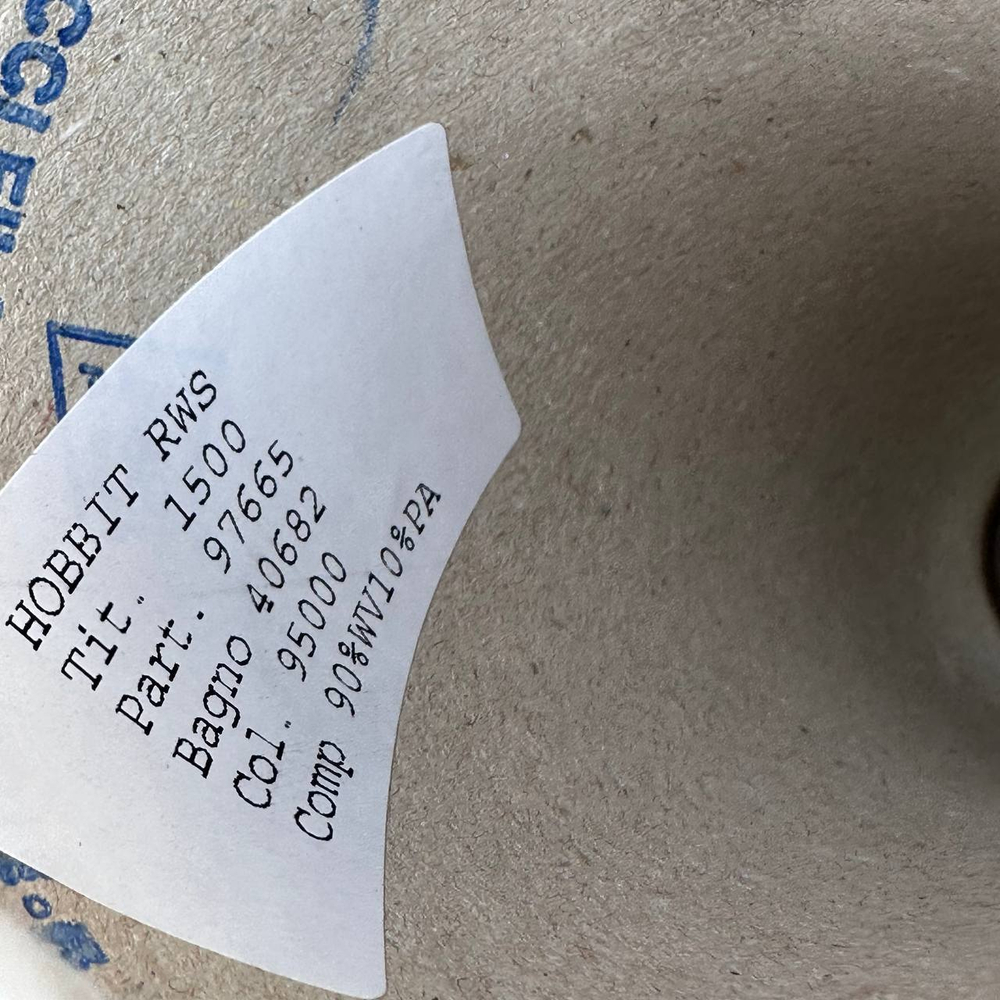 HOBBIT RWS
Tit. 1500
Part. 97665
Bagno 40682
Col. 95000
Comp 90%WV10%PA